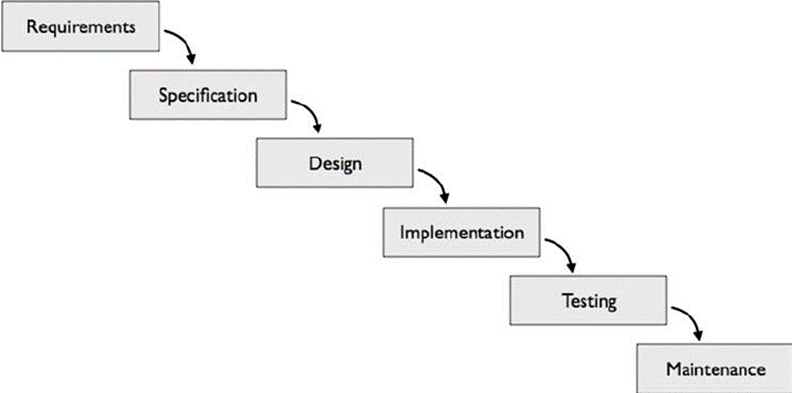 Requirements
Specification
Design
Implementation
Testing
Maintenance